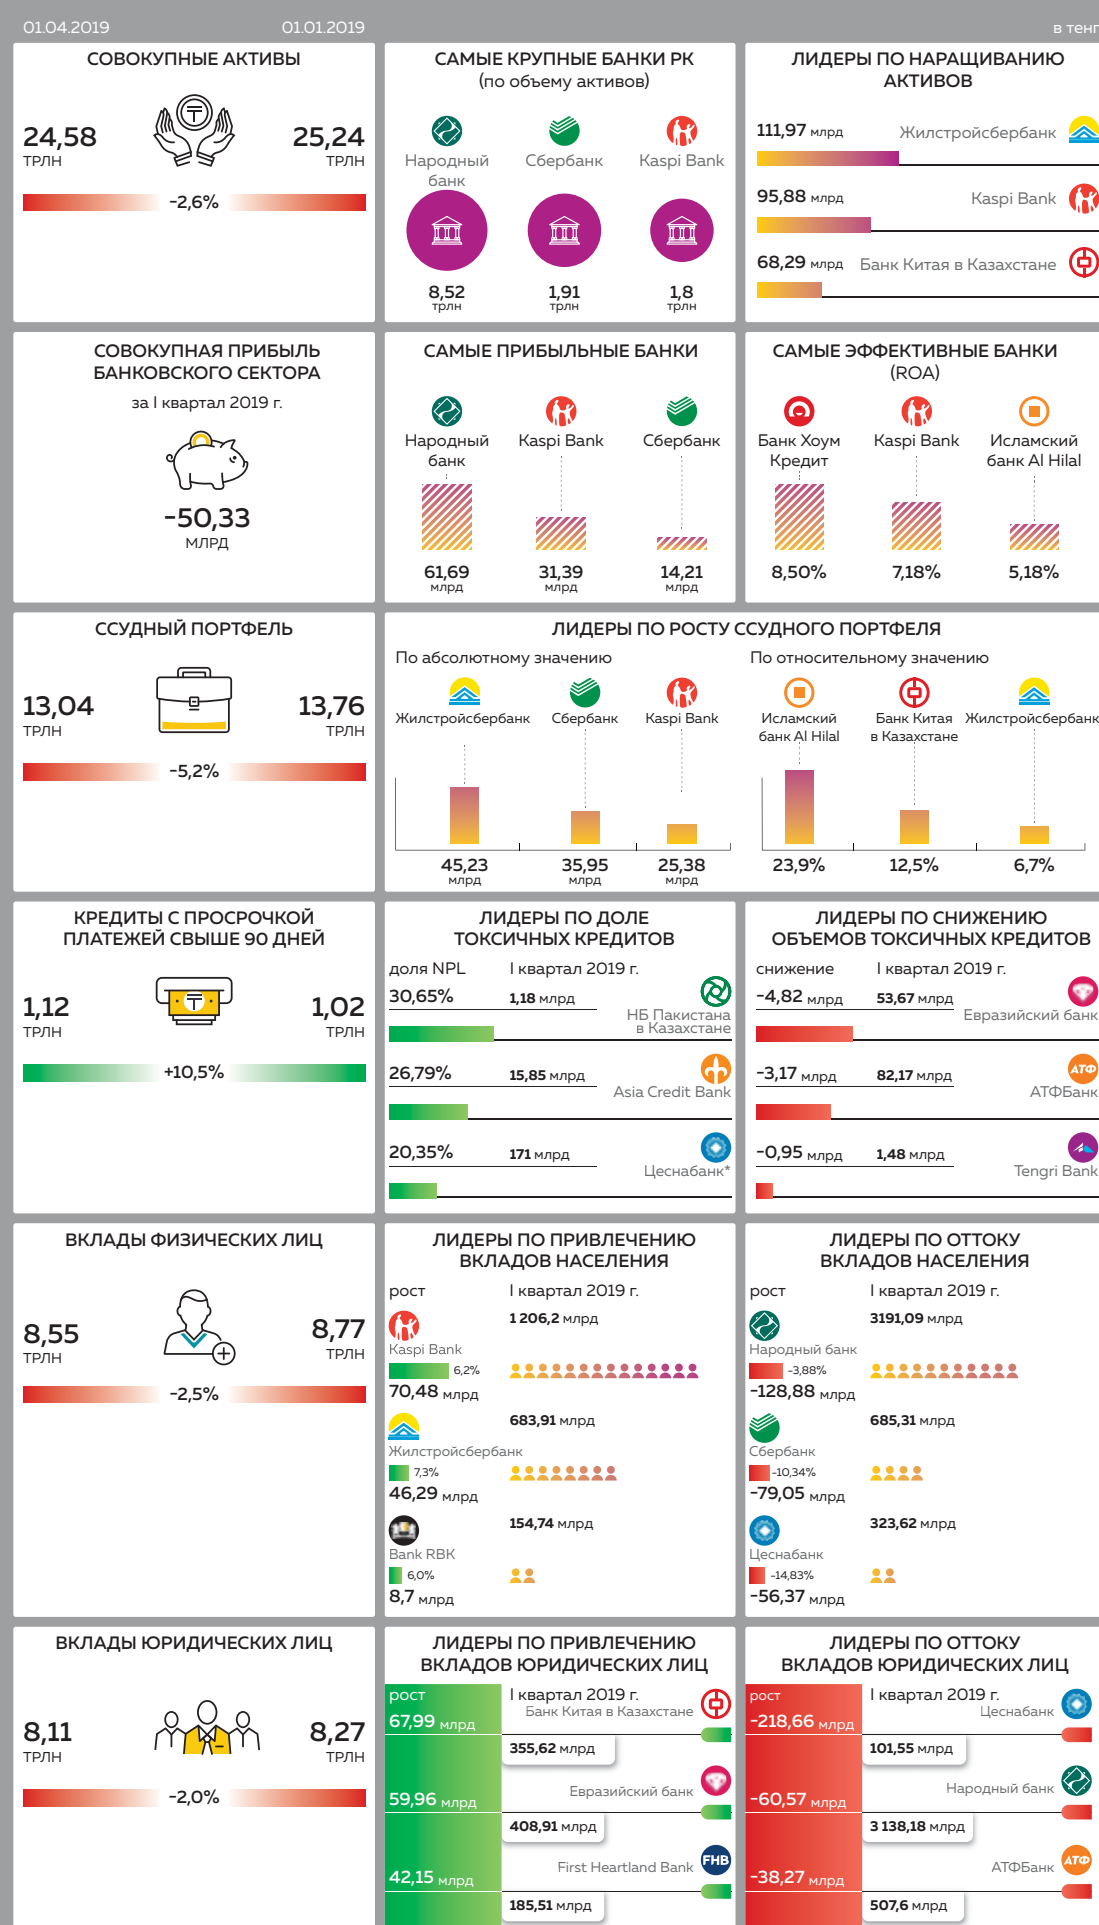 01.04.2019 01.01.2019 в тенг
СОВОКУПНЫЕ АКТИВЫ
24,58 25,24
ТРЛН ТРЛН
-2,6%
САМЫЕ КРУПНЫЕ БАНКИ РК
(по объему активов)
Народный Сбербанк Kaspi Bank
банк
8,52 1,91 1,8
трлн трлн трлн
ЛИДЕРЫ ПО НАРАЩИВАНИЮ
АКТИВОВ
111,97 млрд Жилстройсбербанк
95,88 млрд Kaspi Bank
68,29 млрд Банк Китая в Казахстане
СОВОКУПНАЯ ПРИБЫЛЬ
БАНКОВСКОГО СЕКТОРА
за I квартал 2019 г.
-50,33
МЛРД
САМЫЕ ПРИБЫЛЬНЫЕ БАНКИ
Народный Kaspi Bank Сбербанк
банк
61,69 31,39 14,21
млрд млрд млрд
САМЫЕ ЭФФЕКТИВНЫЕ БАНКИ
(ROA)
Банк Хоум Kaspi Bank Исламский
Кредит банк Al Hilal
8,50% 7,18% 5,18%
ССУДНЫЙ ПОРТФЕЛЬ
13,04 13,76
ТРЛН ТРЛН
-5,2%
ЛИДЕРЫ ПО РОСТУ ССУДНОГО ПОРТФЕЛЯ
По абсолютному значению
Жилстройсбербанк Сбербанк Kaspi Bank
45,23 35,95 25,38
млрд млрд млрд
По относительному значению
Исламский Банк Китая Жилстройсбербанк
банк Al Hilal в Казахстане
23,9% 12,5% 6,7%
КРЕДИТЫ С ПРОСРОЧКОЙ
ПЛАТЕЖЕЙ СВЫШЕ 90 ДНЕЙ
1,12 1,02
ТРЛН ТРЛН
+10,5%
ЛИДЕРЫ ПО ДОЛЕ
ТОКСИЧНЫХ КРЕДИТОВ
доля NPL I квартал 2019 г.
30,65% 1,18 млрд
НБ Пакистана
в Казахстане
26,79% 15,85 млрд
Asia Credit Bank
20,35% 171 млрд
Цеснабанк*
ЛИДЕРЫ ПО СНИЖЕНИЮ
ОБЪЕМОВ ТОКСИЧНЫХ КРЕДИТОВ
снижение I квартал 2019 г.
-4,82 млрд 53,67 млрд
Евразийский банк
-3,17 млрд 82,17 млрд АТФ
АТФБанк
-0,95 млрд 1,48 млрд
Tengri Bank
ВКЛАДЫ ФИЗИЧЕСКИХ ЛИЦ
8,55 8,77
ТРЛН ТРЛН
-2,5%
ЛИДЕРЫ ПО ПРИВЛЕЧЕНИЮ
ВКЛАДОВ НАСЕЛЕНИЯ
рост I квартал 2019 г.
1 206,2 млрд
Kaspi Bank
6,2%
70,48 млрд
683,91 млрд
Жилстройсбербанк
7,3%
46,29 млрд
154,74 млрд
Bank RBK
6,0%
8,7 млрд
ЛИДЕРЫ ПО ОТТОКУ
ВКЛАДОВ НАСЕЛЕНИЯ
рост I квартал 2019 г.
3191,09 млрд
Народный банк
-3,88%
-128,88 млрд
685,31 млрд
Сбербанк
-10,34%
-79,05 млрд
323,62 млрд
Цеснабанк
-14,83%
-56,37 млрд
ВКЛАДЫ ЮРИДИЧЕСКИХ ЛИЦ
8,11 8,27
ТРЛН ТРЛН
-2,0%
ЛИДЕРЫ ПО ПРИВЛЕЧЕНИЮ
ВКЛАДОВ ЮРИДИЧЕСКИХ ЛИЦ
рост I квартал 2019 г.
Банк Китая в Казахстане
67,99 млрд
355,62 млрд
Евразийский банк
59,96 млрд
408,91 млрд
First Heartland Bank FHB
42,15 млрд
185,51 млрд
ЛИДЕРЫ ПО ОТТОКУ
ВКЛАДОВ ЮРИДИЧЕСКИХ ЛИЦ
рост I квартал 2019 г.
Цеснабанк
-218,66 млрд
101,55 млрд
Народный банк
-60,57 млрд
3 138,18 млрд
АТФБанк АТФ
-38,27 млрд
507,6 млрд